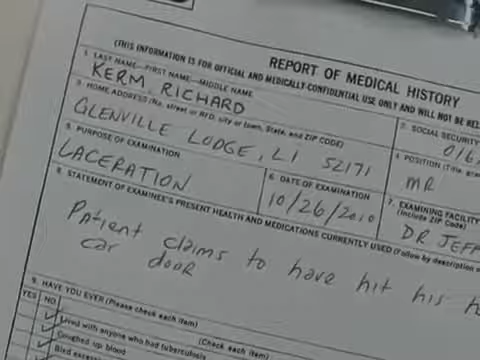 REPORT OF MEDICAL HISTORY
(THIS INFORMATION IS FOR OFFICIAL AND MEDICALLY-CONFIDENTIAL USE ONLY AND WILL NOT BE
1. LAST NAME—FIRST NAME—MIDDLE NAME
KERM, RICHARD
3. SOCIAL SECURITY
016
3. HOME ADDRESS (No. street or RFD, city or town, State, and ZIP CODE)
GLENVILLE LODGE, LI 52171
4. POSITION (Title,
MR
5. PURPOSE OF EXAMINATION
LACERATION
6. DATE OF EXAMINATION
10/26/2010
7. EXAMINING FACILITY
(Include ZIP Code)
DR JEFF
8. STATEMENT OF EXAMINEE'S PRESENT HEALTH AND MEDICATIONS CURRENTLY USED (Follow by description
Patient claims to have hit his
car door
9. HAVE YOU EVER (Please check each item)
YES NO (Check each item)
Lived with anyone who had tuberculosis
Coughed up blood
Bled